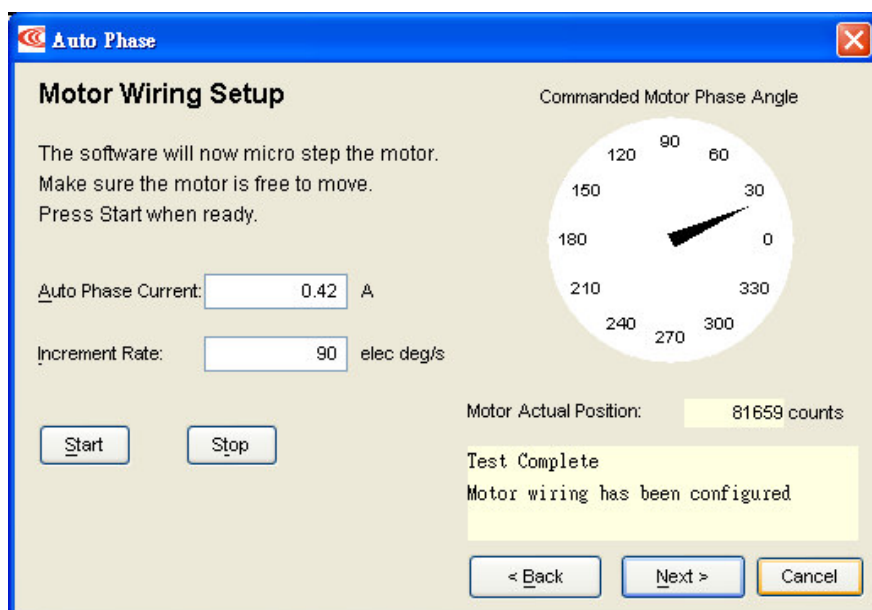 Auto Phase
Motor Wiring Setup
The software will now micro step the motor.
Make sure the motor is free to move.
Press Start when ready.
Auto Phase Current: 0.42 A
Increment Rate: 90 elec deg/s
Start Stop
Commanded Motor Phase Angle
90
120 60
150 30
180 0
210 330
240 300
270
Motor Actual Position: 81659 counts
Test Complete
Motor wiring has been configured
< Back Next > Cancel